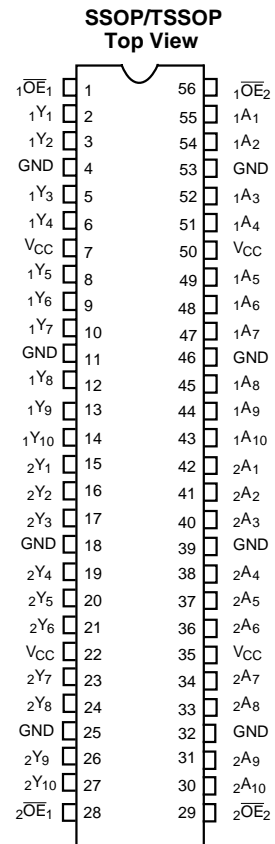 SSOP/TSSOP
Top View
1OE1 1 56 1OE2
1Y1 2 55 1A1
1Y2 3 54 1A2
GND 4 53 GND
1Y3 5 52 1A3
1Y4 6 51 1A4
VCC 7 50 VCC
1Y5 8 49 1A5
1Y6 9 48 1A6
1Y7 10 47 1A7
GND 11 46 GND
1Y8 12 45 1A8
1Y9 13 44 1A9
1Y10 14 43 1A10
2Y1 15 42 2A1
2Y2 16 41 2A2
2Y3 17 40 2A3
GND 18 39 GND
2Y4 19 38 2A4
2Y5 20 37 2A5
2Y6 21 36 2A6
VCC 22 35 VCC
2Y7 23 34 2A7
2Y8 24 33 2A8
GND 25 32 GND
2Y9 26 31 2A9
2Y10 27 30 2A10
2OE1 28 29 2OE2